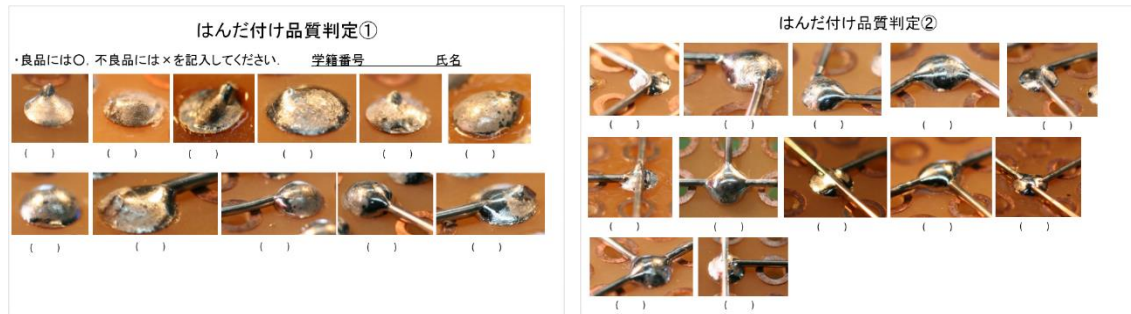 はんだ付け品質判定①
・良品には○，不良品には×を記入してください． 学籍番号 氏名
( ) ( ) ( ) ( ) ( ) ( )
( ) ( ) ( ) ( ) ( )
はんだ付け品質判定②
( ) ( ) ( ) ( ) ( )
( ) ( ) ( ) ( ) ( )
( ) ( )